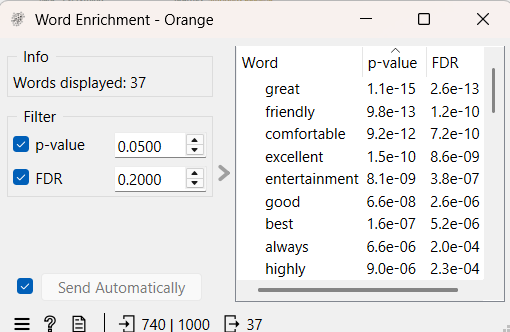 Word Enrichment - Orange
Info
Words displayed: 37
Filter
p-value 0.0500
FDR 0.2000
Send Automatically
Word p-value FDR
great 1.1e-15 2.6e-13
friendly 9.8e-13 1.2e-10
comfortable 9.2e-12 7.2e-10
excellent 1.5e-10 8.6e-09
entertainment 8.1e-09 3.8e-07
good 6.6e-08 2.6e-06
best 1.6e-07 5.2e-06
always 6.6e-06 2.0e-04
highly 9.0e-06 2.3e-04
740 | 1000 37